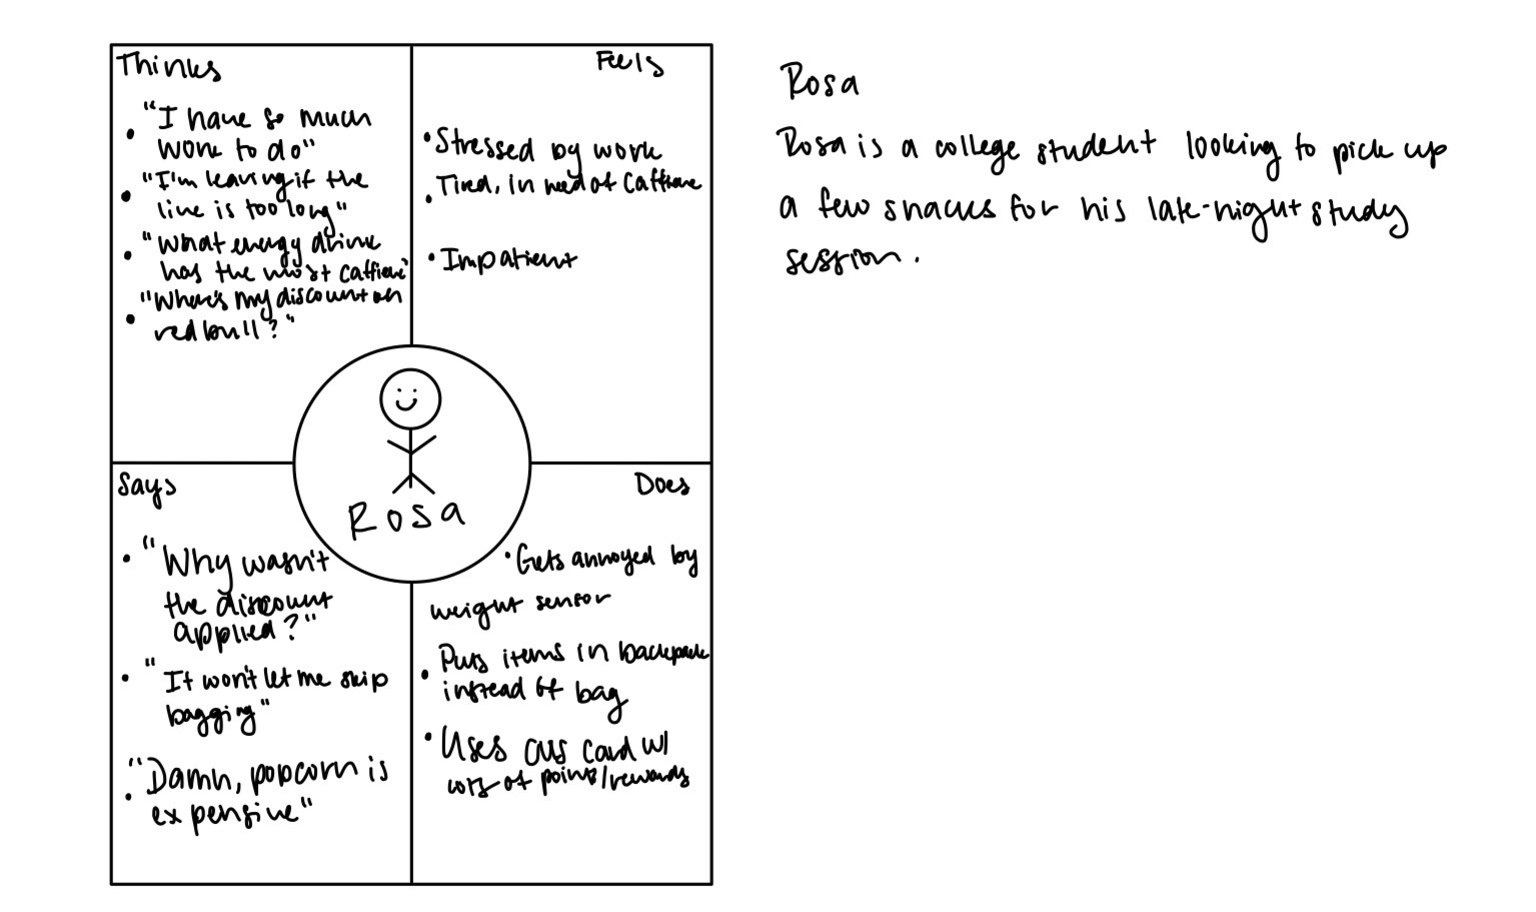 Thinks
• "I have so much
work to do"
• "I'm leaving if the
line is too long"
• "What energy drink
has the most caffiene"
• "Where's my discount on
redbull?"
Feels
• Stressed by work
• Tired, in need of caffiene
• Impatient
Rosa
Says
• "Why wasn't
the discount
applied?"
• "It won't let me skip
bagging"
• "Damn, popcorn is
expensive"
Does
• Gets annoyed by
weight sensor
• Puts items in backpack
instead of bag
• Uses CVS card w/
lots of points/rewards
Rosa
Rosa is a college student looking to pick up
a few snacks for his late-night study
session.